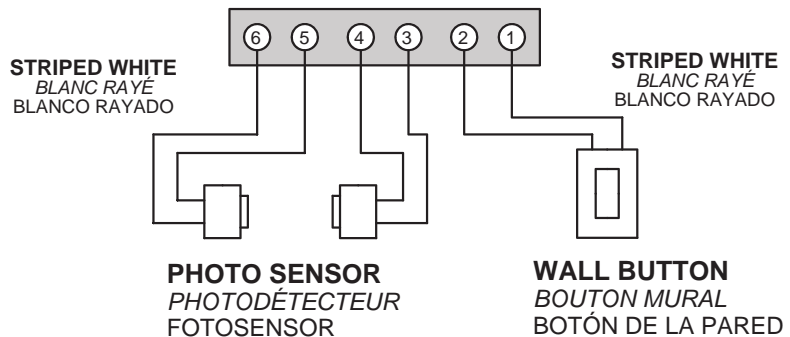 6 5 4 3 2 1
STRIPED WHITE
BLANC RAYÉ
BLANCO RAYADO
STRIPED WHITE
BLANC RAYÉ
BLANCO RAYADO
PHOTO SENSOR
PHOTODÉTECTEUR
FOTOSENSOR
WALL BUTTON
BOUTON MURAL
BOTÓN DE LA PARED